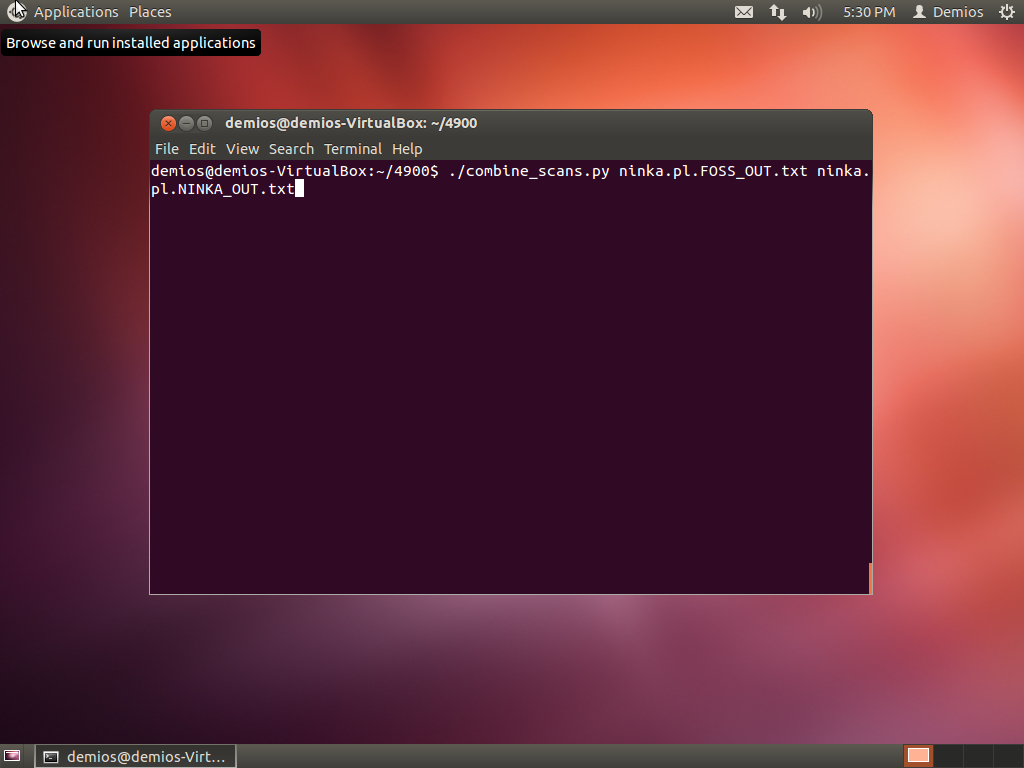 Applications Places 5:30 PM Demios
Browse and run installed applications
demios@demios-VirtualBox: ~/4900
File Edit View Search Terminal Help
demios@demios-VirtualBox:~/4900$ ./combine_scans.py ninka.pl.FOSS_OUT.txt ninka.
pl.NINKA_OUT.txt
demios@demios-Virt...